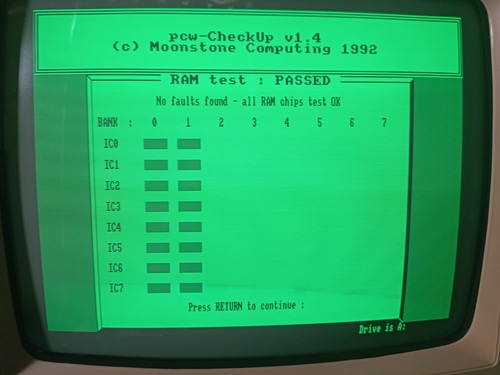 pcw-CheckUp v1.4
(c) Moonstone Computing 1992
RAM test : PASSED
No faults found - all RAM chips test OK
BANK : 0 1 2 3 4 5 6 7
IC0
IC1
IC2
IC3
IC4
IC5
IC6
IC7
Press RETURN to continue :
Drive is A: